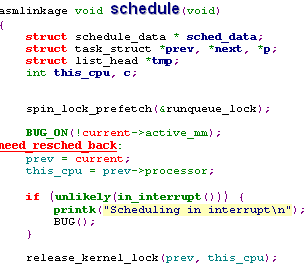 asmlinkage void schedule(void)
{
struct schedule_data * sched_data;
struct task_struct *prev, *next, *p;
struct list_head *tmp;
int this_cpu, c;
spin_lock_prefetch(&runqueue_lock);
BUG_ON(!current->active_mm);
need_resched_back:
prev = current;
this_cpu = prev->processor;
if (unlikely(in_interrupt())) {
printk("Scheduling in interrupt\n");
BUG();
}
release_kernel_lock(prev, this_cpu);